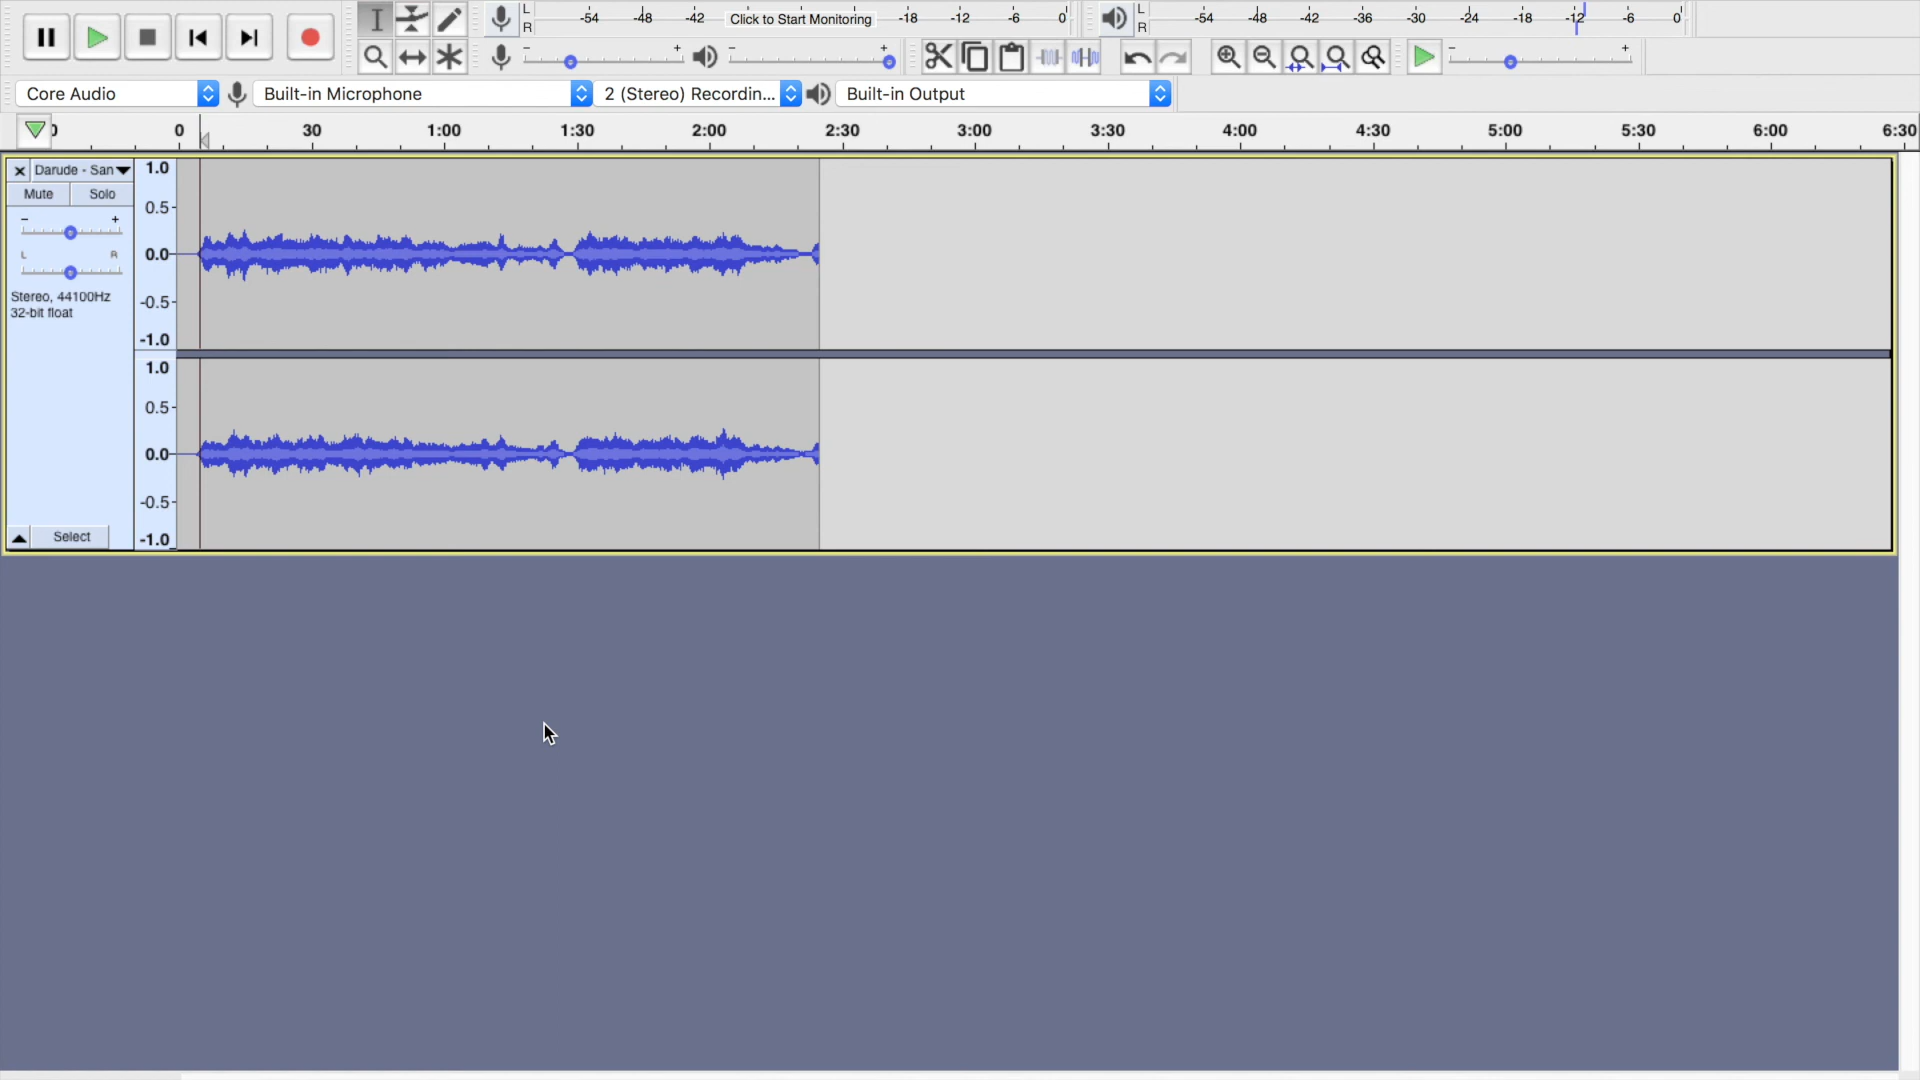 L
R
-54 -48 -42 Click to Start Monitoring -18 -12 -6 0
L
R
-54 -48 -42 -36 -30 -24 -18 -12 -6 0
- +
- +
- +
Core Audio Built-in Microphone 2 (Stereo) Recordin... Built-in Output
0 30 1:00 1:30 2:00 2:30 3:00 3:30 4:00 4:30 5:00 5:30 6:00 6:30
Darude - San
Mute Solo
- +
L R
Stereo, 44100Hz
32-bit float
Select
1.0
0.5-
0.0-
-0.5-
-1.0
1.0
0.5-
0.0-
-0.5-
-1.0